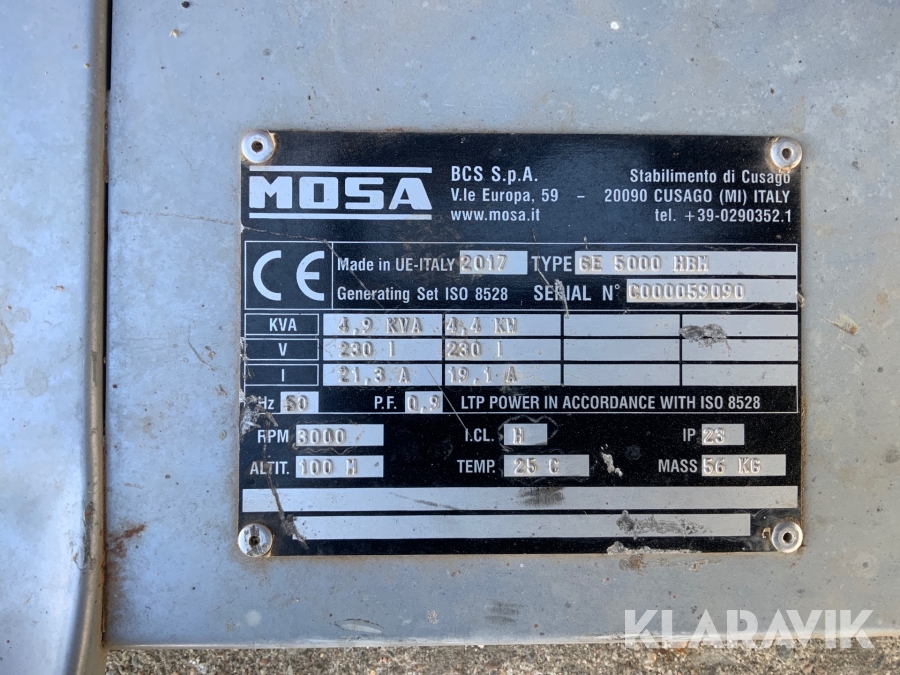 MOSA
BCS S.p.A.
V.le Europa, 59 – 20090 CUSAGO (MI) ITALY
www.mosa.it
Stabilimento di Cusago
tel. +39-0290352.1
CE
Made in UE-ITALY 2017 TYPE GE 5000 HBM
Generating Set ISO 8528 SERIAL N° C000059090
KVA 4,9 KVA 4,4 KW
V 230 1 230 1
I 21,3 A 19,1 A
Hz 50 P.F. 0,9 LTP POWER IN ACCORDANCE WITH ISO 8528
RPM 3000 I.CL. H IP 23
ALTIT. 100 M TEMP. 25 C MASS 56 KG
KLARAVIK